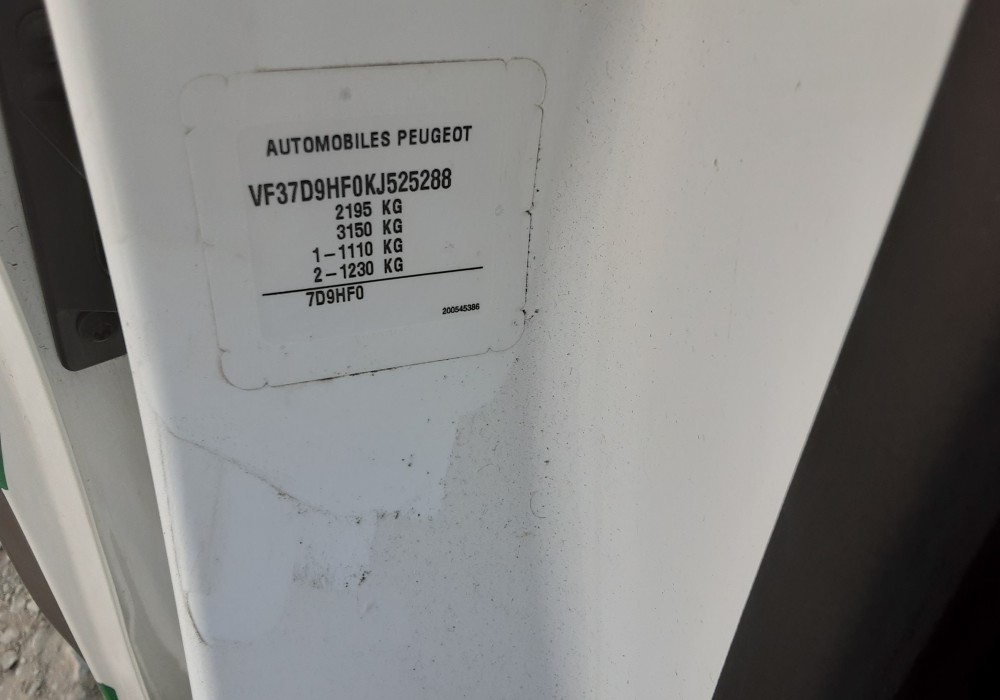 AUTOMOBILES PEUGEOT
VF37D9HF0KJ525288
2195 KG
3150 KG
1-1110 KG
2-1230 KG
7D9HF0
200545386